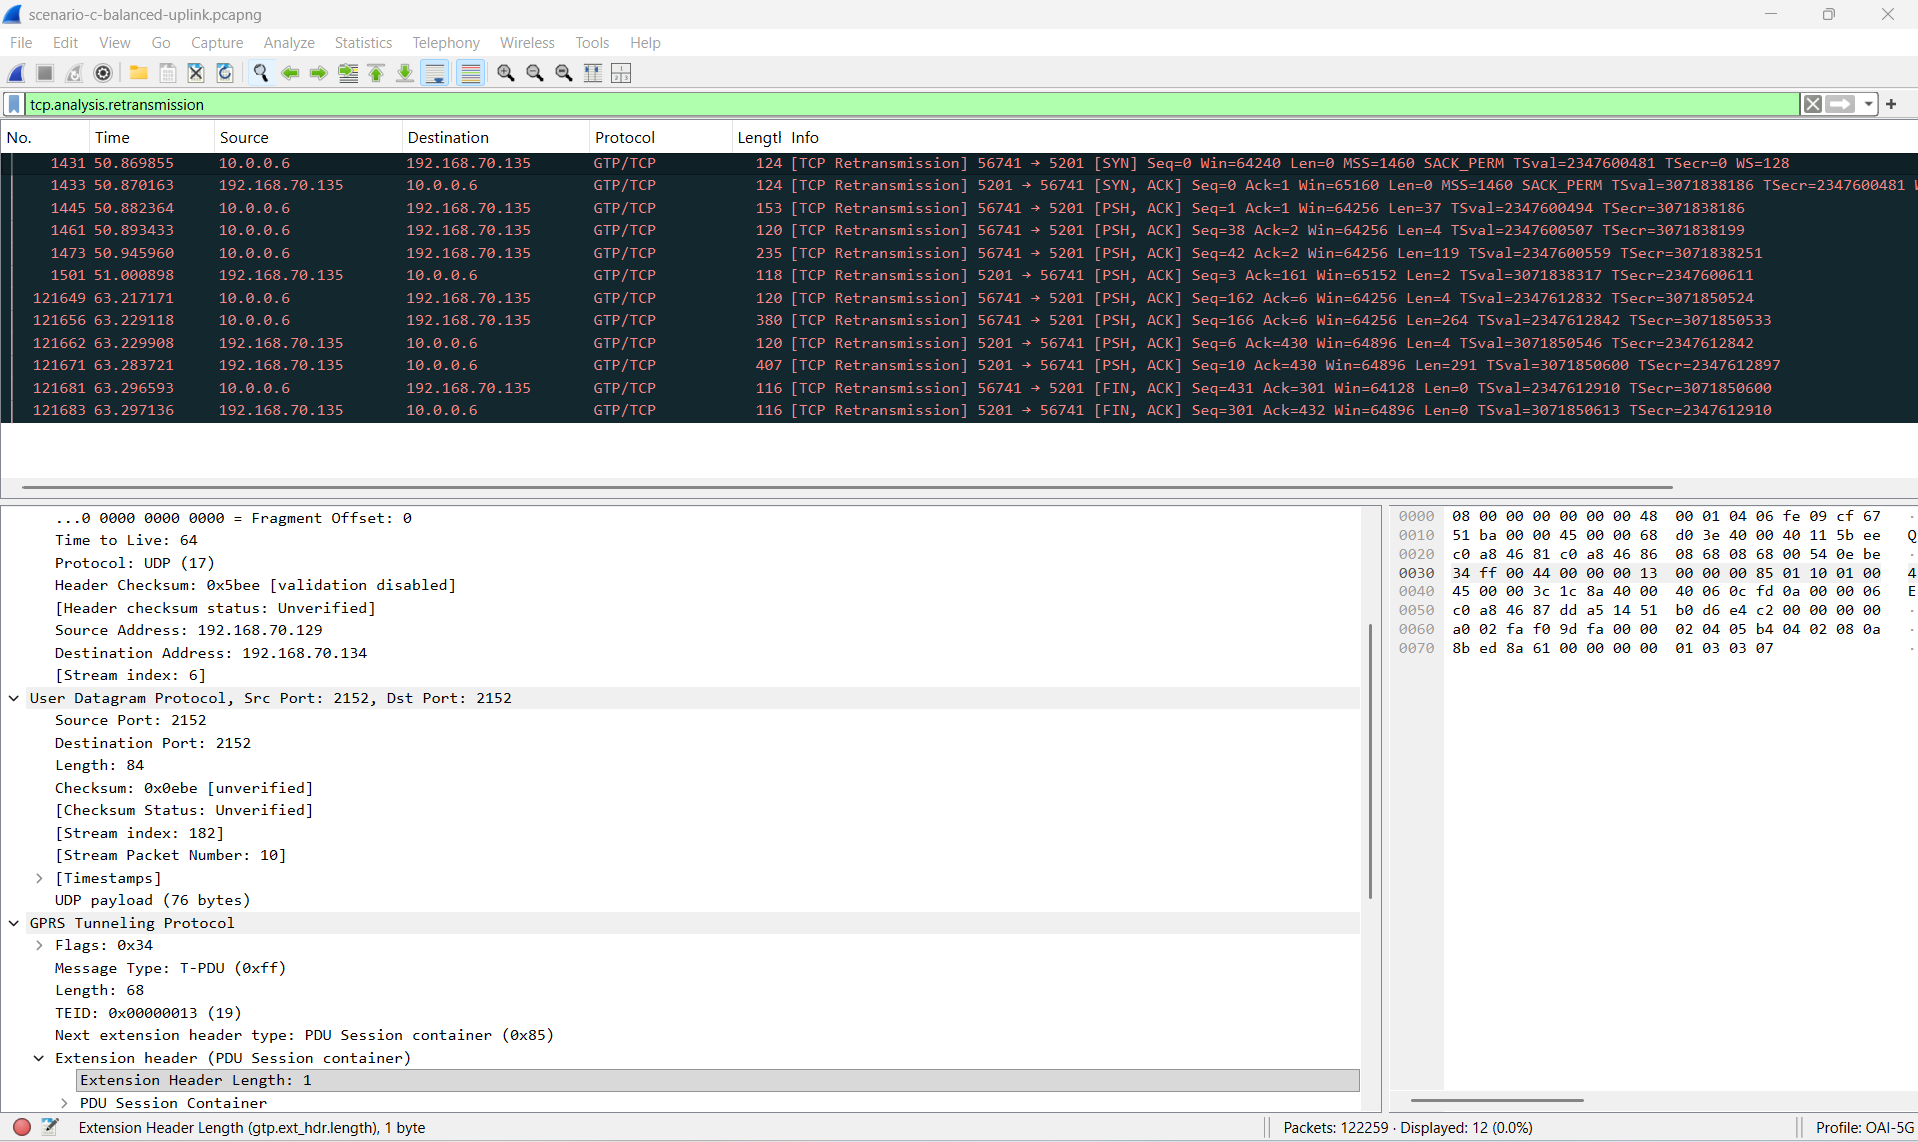 scenario-c-balanced-uplink.pcapng
File Edit View Go Capture Analyze Statistics Telephony Wireless Tools Help
tcp.analysis.retransmission
No. Time Source Destination Protocol Lengtl Info
1431 50.869855 10.0.0.6 192.168.70.135 GTP/TCP 124 [TCP Retransmission] 56741 → 5201 [SYN] Seq=0 Win=64240 Len=0 MSS=1460 SACK_PERM TSval=2347600481 TSecr=0 WS=128
1433 50.870163 192.168.70.135 10.0.0.6 GTP/TCP 124 [TCP Retransmission] 5201 → 56741 [SYN, ACK] Seq=0 Ack=1 Win=65160 Len=0 MSS=1460 SACK_PERM TSval=3071838186 TSecr=2347600481
1445 50.882364 10.0.0.6 192.168.70.135 GTP/TCP 153 [TCP Retransmission] 56741 → 5201 [PSH, ACK] Seq=1 Ack=1 Win=64256 Len=37 TSval=2347600494 TSecr=3071838186
1461 50.893433 10.0.0.6 192.168.70.135 GTP/TCP 120 [TCP Retransmission] 56741 → 5201 [PSH, ACK] Seq=38 Ack=2 Win=64256 Len=4 TSval=2347600507 TSecr=3071838199
1473 50.945960 10.0.0.6 192.168.70.135 GTP/TCP 235 [TCP Retransmission] 56741 → 5201 [PSH, ACK] Seq=42 Ack=2 Win=64256 Len=119 TSval=2347600559 TSecr=3071838251
1501 51.000898 192.168.70.135 10.0.0.6 GTP/TCP 118 [TCP Retransmission] 5201 → 56741 [PSH, ACK] Seq=3 Ack=161 Win=65152 Len=2 TSval=3071838317 TSecr=2347600611
121649 63.217171 10.0.0.6 192.168.70.135 GTP/TCP 120 [TCP Retransmission] 56741 → 5201 [PSH, ACK] Seq=162 Ack=6 Win=64256 Len=4 TSval=2347612832 TSecr=3071850524
121656 63.229118 10.0.0.6 192.168.70.135 GTP/TCP 380 [TCP Retransmission] 56741 → 5201 [PSH, ACK] Seq=166 Ack=6 Win=64256 Len=264 TSval=2347612842 TSecr=3071850533
121662 63.229908 192.168.70.135 10.0.0.6 GTP/TCP 120 [TCP Retransmission] 5201 → 56741 [PSH, ACK] Seq=6 Ack=430 Win=64896 Len=4 TSval=3071850546 TSecr=2347612842
121671 63.283721 192.168.70.135 10.0.0.6 GTP/TCP 407 [TCP Retransmission] 5201 → 56741 [PSH, ACK] Seq=10 Ack=430 Win=64896 Len=291 TSval=3071850600 TSecr=2347612897
121681 63.296593 10.0.0.6 192.168.70.135 GTP/TCP 116 [TCP Retransmission] 56741 → 5201 [FIN, ACK] Seq=431 Ack=301 Win=64128 Len=0 TSval=2347612910 TSecr=3071850600
121683 63.297136 192.168.70.135 10.0.0.6 GTP/TCP 116 [TCP Retransmission] 5201 → 56741 [FIN, ACK] Seq=301 Ack=432 Win=64896 Len=0 TSval=3071850613 TSecr=2347612910
...0 0000 0000 0000 = Fragment Offset: 0
Time to Live: 64
Protocol: UDP (17)
Header Checksum: 0x5bee [validation disabled]
[Header checksum status: Unverified]
Source Address: 192.168.70.129
Destination Address: 192.168.70.134
[Stream index: 6]
User Datagram Protocol, Src Port: 2152, Dst Port: 2152
Source Port: 2152
Destination Port: 2152
Length: 84
Checksum: 0x0ebe [unverified]
[Checksum Status: Unverified]
[Stream index: 182]
[Stream Packet Number: 10]
[Timestamps]
UDP payload (76 bytes)
GPRS Tunneling Protocol
Flags: 0x34
Message Type: T-PDU (0xff)
Length: 68
TEID: 0x00000013 (19)
Next extension header type: PDU Session container (0x85)
Extension header (PDU Session container)
Extension Header Length: 1
PDU Session Container
0000 08 00 00 00 00 00 00 48 00 01 04 06 fe 09 cf 67
0010 51 ba 00 00 45 00 00 68 d0 3e 40 00 40 11 5b ee Q
0020 c0 a8 46 81 c0 a8 46 86 08 68 08 68 00 54 0e be
0030 34 ff 00 44 00 00 00 13 00 00 00 85 01 10 01 00 4
0040 45 00 00 3c 1c 8a 40 00 40 06 0c fd 0a 00 00 06 E
0050 c0 a8 46 87 dd a5 14 51 b0 d6 e4 c2 00 00 00 00
0060 a0 02 fa f0 9d fa 00 00 02 04 05 b4 04 02 08 0a
0070 8b ed 8a 61 00 00 00 00 01 03 03 07
Extension Header Length (gtp.ext_hdr.length), 1 byte
Packets: 122259 · Displayed: 12 (0.0%)
Profile: OAI-5G